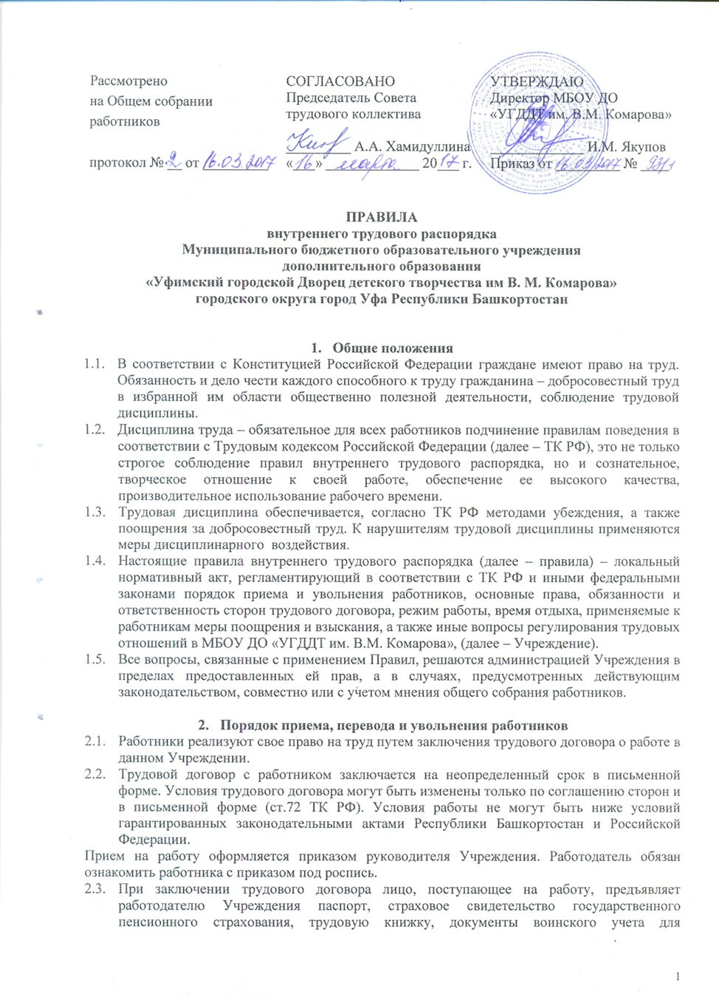 Рассмотрено
на Общем собрании
работников
протокол № 2 от 16.03.2017
СОГЛАСОВАНО
Председатель Совета
трудового коллектива
А.А. Хамидуллина
«16» марта 2017 г.
УТВЕРЖДАЮ
Директор МБОУ ДО
«УГДДТ им. В.М. Комарова»
И.М. Якупов
Приказ от 16.03.2017 № 93/1
ПРАВИЛА
внутреннего трудового распорядка
Муниципального бюджетного образовательного учреждения
дополнительного образования
«Уфимский городской Дворец детского творчества им В. М. Комарова»
городского округа город Уфа Республики Башкортостан
1. Общие положения
1.1. В соответствии с Конституцией Российской Федерации граждане имеют право на труд.
Обязанность и дело чести каждого способного к труду гражданина – добросовестный труд
в избранной им области общественно полезной деятельности, соблюдение трудовой
дисциплины.
1.2. Дисциплина труда – обязательное для всех работников подчинение правилам поведения в
соответствии с Трудовым кодексом Российской Федерации (далее – ТК РФ), это не только
строгое соблюдение правил внутреннего трудового распорядка, но и сознательное,
творческое отношение к своей работе, обеспечение ее высокого качества,
производительное использование рабочего времени.
1.3. Трудовая дисциплина обеспечивается, согласно ТК РФ методами убеждения, а также
поощрения за добросовестный труд. К нарушителям трудовой дисциплины применяются
меры дисциплинарного воздействия.
1.4. Настоящие правила внутреннего трудового распорядка (далее – правила) – локальный
нормативный акт, регламентирующий в соответствии с ТК РФ и иными федеральными
законами порядок приема и увольнения работников, основные права, обязанности и
ответственность сторон трудового договора, режим работы, время отдыха, применяемые к
работникам меры поощрения и взыскания, а также иные вопросы регулирования трудовых
отношений в МБОУ ДО «УГДДТ им. В.М. Комарова», (далее – Учреждение).
1.5. Все вопросы, связанные с применением Правил, решаются администрацией Учреждения в
пределах предоставленных ей прав, а в случаях, предусмотренных действующим
законодательством, совместно или с учетом мнения общего собрания работников.
2. Порядок приема, перевода и увольнения работников
2.1. Работники реализуют свое право на труд путем заключения трудового договора о работе в
данном Учреждении.
2.2. Трудовой договор с работником заключается на неопределенный срок в письменной
форме. Условия трудового договора могут быть изменены только по соглашению сторон и
в письменной форме (ст.72 ТК РФ). Условия работы не могут быть ниже условий
гарантированных законодательными актами Республики Башкортостан и Российской
Федерации.
Прием на работу оформляется приказом руководителя Учреждения. Работодатель обязан
ознакомить работника с приказом под роспись.
2.3. При заключении трудового договора лицо, поступающее на работу, предъявляет
работодателю Учреждения паспорт, страховое свидетельство государственного
пенсионного страхования, трудовую книжку, документы воинского учета для
1